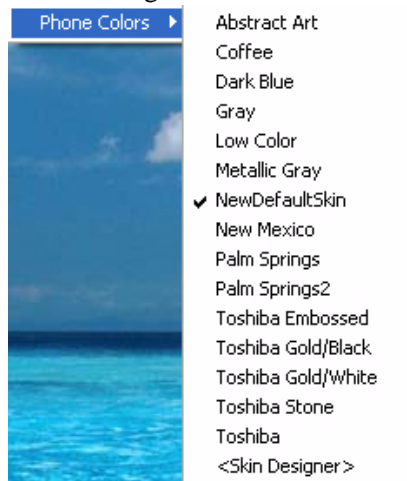 Phone Colors
Abstract Art
Coffee
Dark Blue
Gray
Low Color
Metallic Gray
NewDefaultSkin
New Mexico
Palm Springs
Palm Springs2
Toshiba Embossed
Toshiba Gold/Black
Toshiba Gold/White
Toshiba Stone
Toshiba
<Skin Designer>